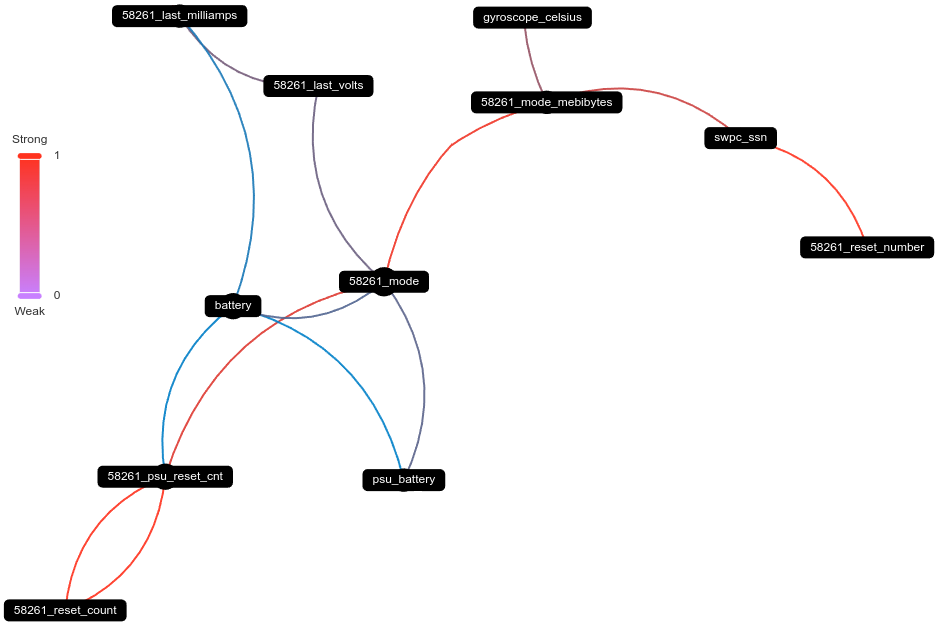 58261_last_milliamps
gyroscope_celsius
58261_last_volts
58261_mode_mebibytes
swpc_ssn
Strong
1
58261_reset_number
58261_mode
0
battery
Weak
58261_psu_reset_cnt
psu_battery
58261_reset_count